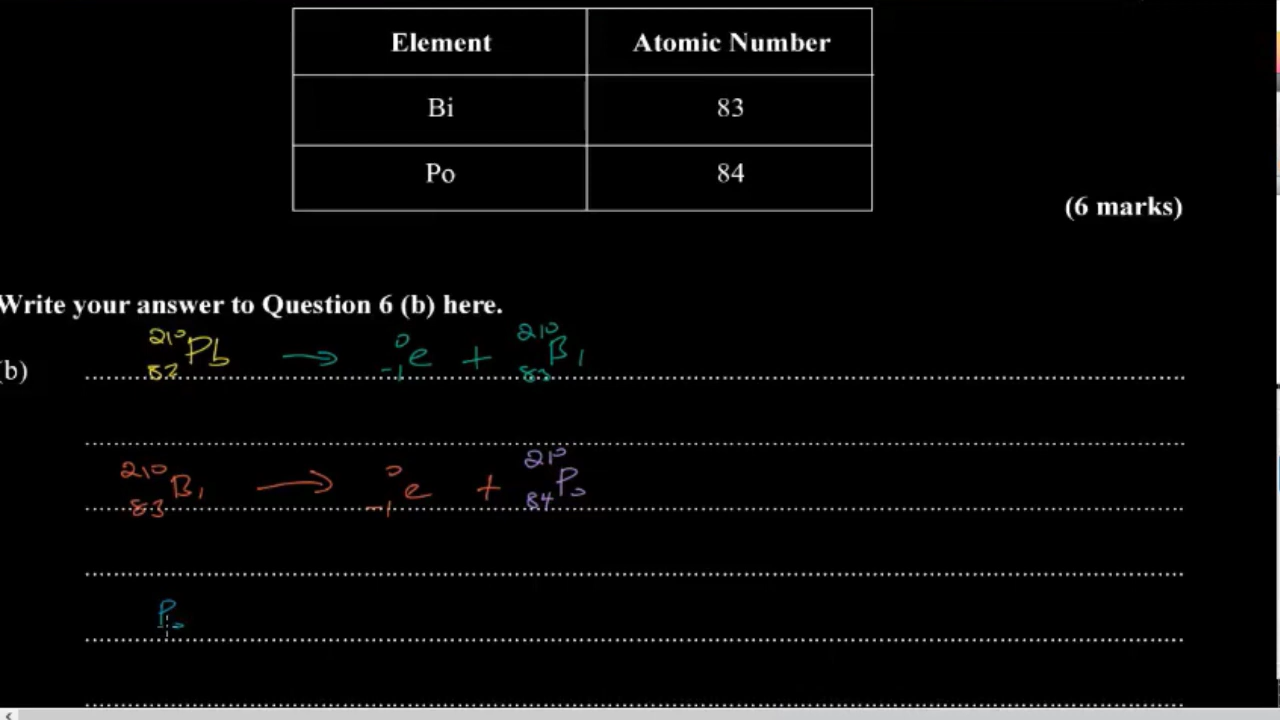 Element Atomic Number
Bi 83
Po 84
(6 marks)
Write your answer to Question 6 (b) here.
(b) ²¹⁰₈₂Pb → ⁰₋₁e + ²¹⁰₈₃Bi
²¹⁰₈₃Bi → ⁰₋₁e + ²¹⁰₈₄Po
Po